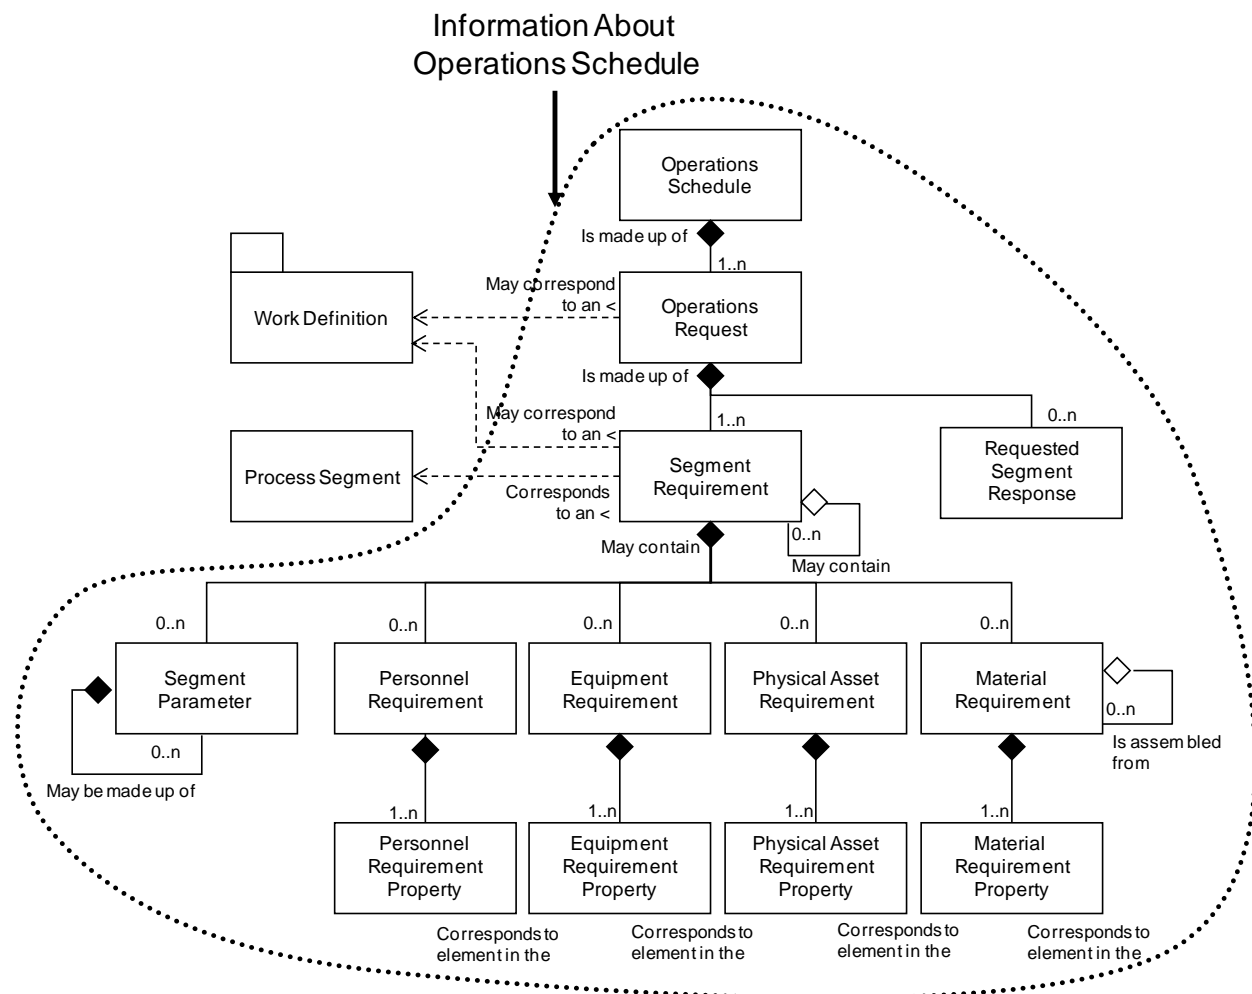 Information About
Operations Schedule
Operations
Schedule
Is made up of
1..n
May correspond
to an <
Work Definition
Operations
Request
Is made up of
May correspond
to an <
1..n
0..n
Process Segment
Segment
Requirement
Requested
Segment
Response
Corresponds
to an <
0..n
May contain
May contain
0..n
0..n
0..n
0..n
0..n
Segment
Parameter
Personnel
Requirement
Equipment
Requirement
Physical Asset
Requirement
Material
Requirement
0..n
0..n
Is assembled
from
May be made up of
1..n
1..n
1..n
1..n
Personnel
Requirement
Property
Equipment
Requirement
Property
Physical Asset
Requirement
Property
Material
Requirement
Property
Corresponds to
element in the
Corresponds to
element in the
Corresponds to
element in the
Corresponds to
element in the